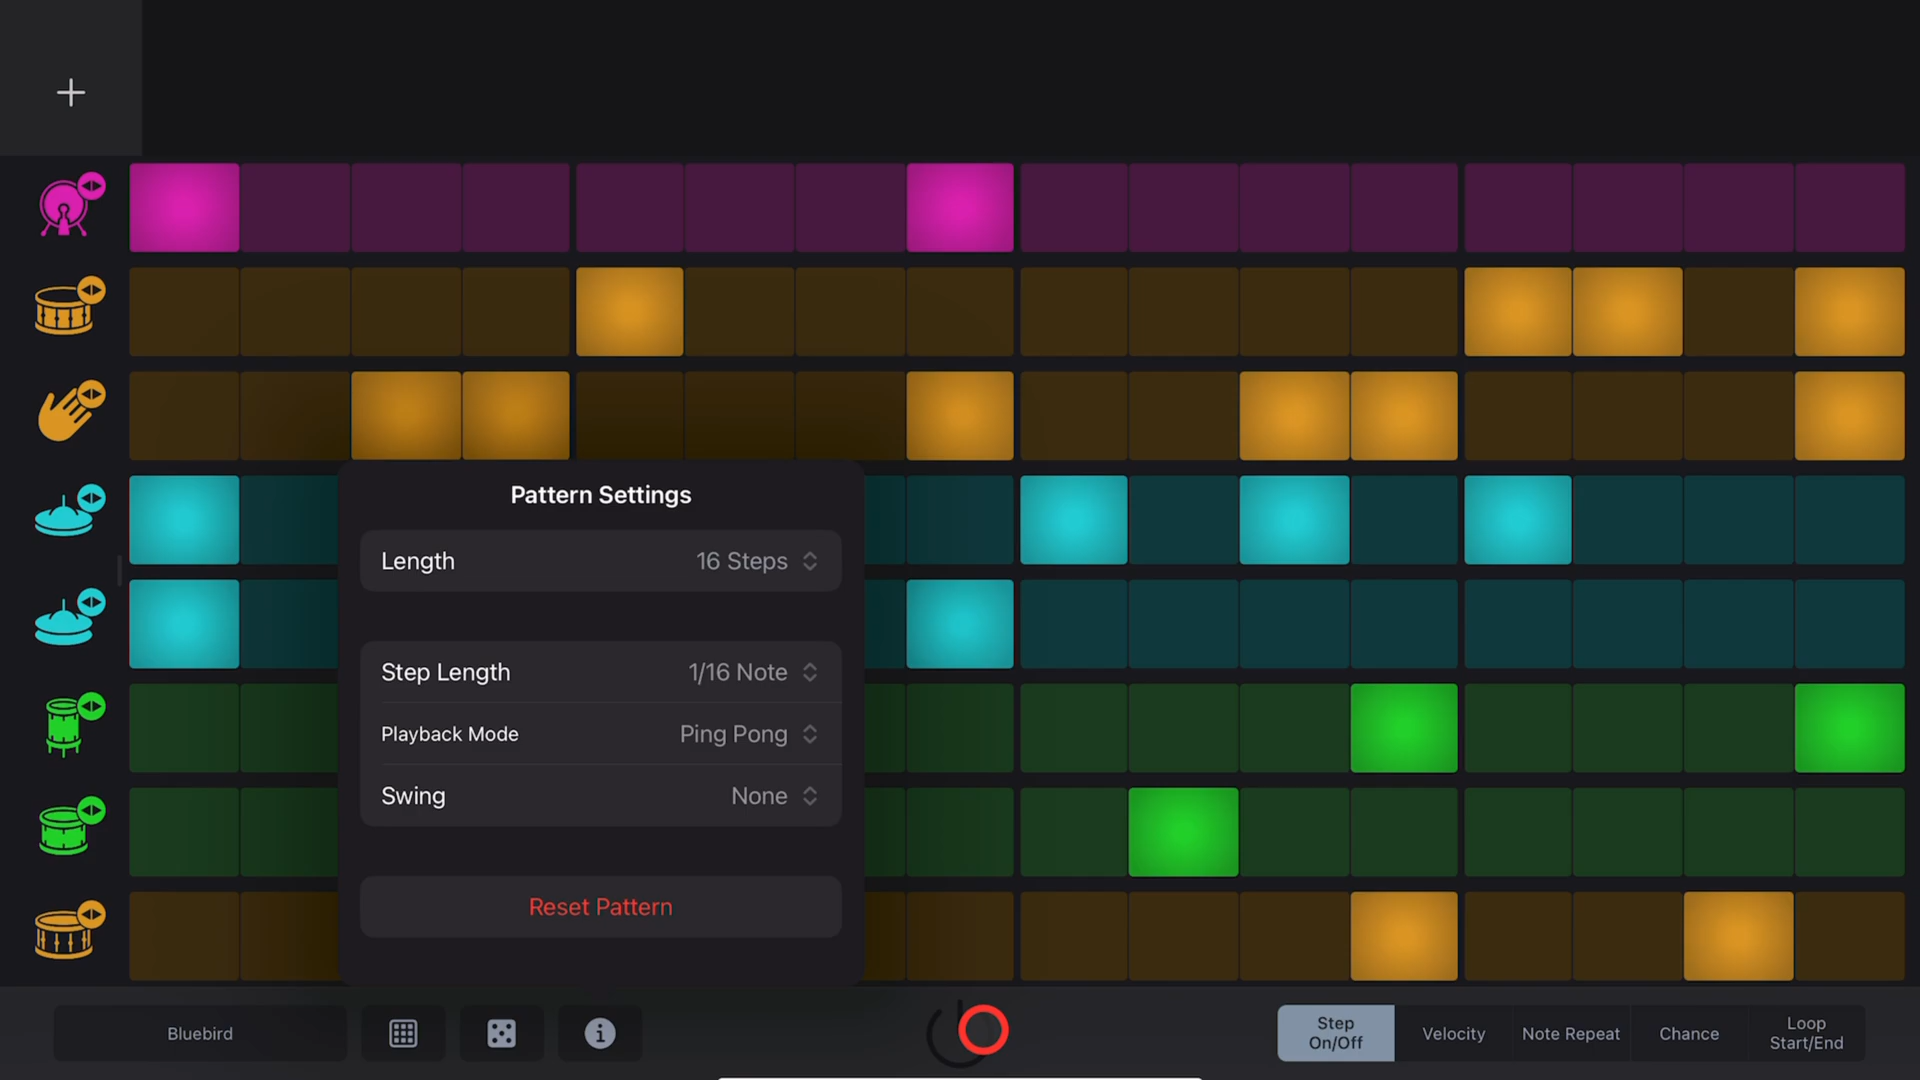 Pattern Settings
Length 16 Steps
Step Length 1/16 Note
Playback Mode Ping Pong
Swing None
Reset Pattern
Bluebird
Step On/Off
Velocity
Note Repeat
Chance
Loop Start/End